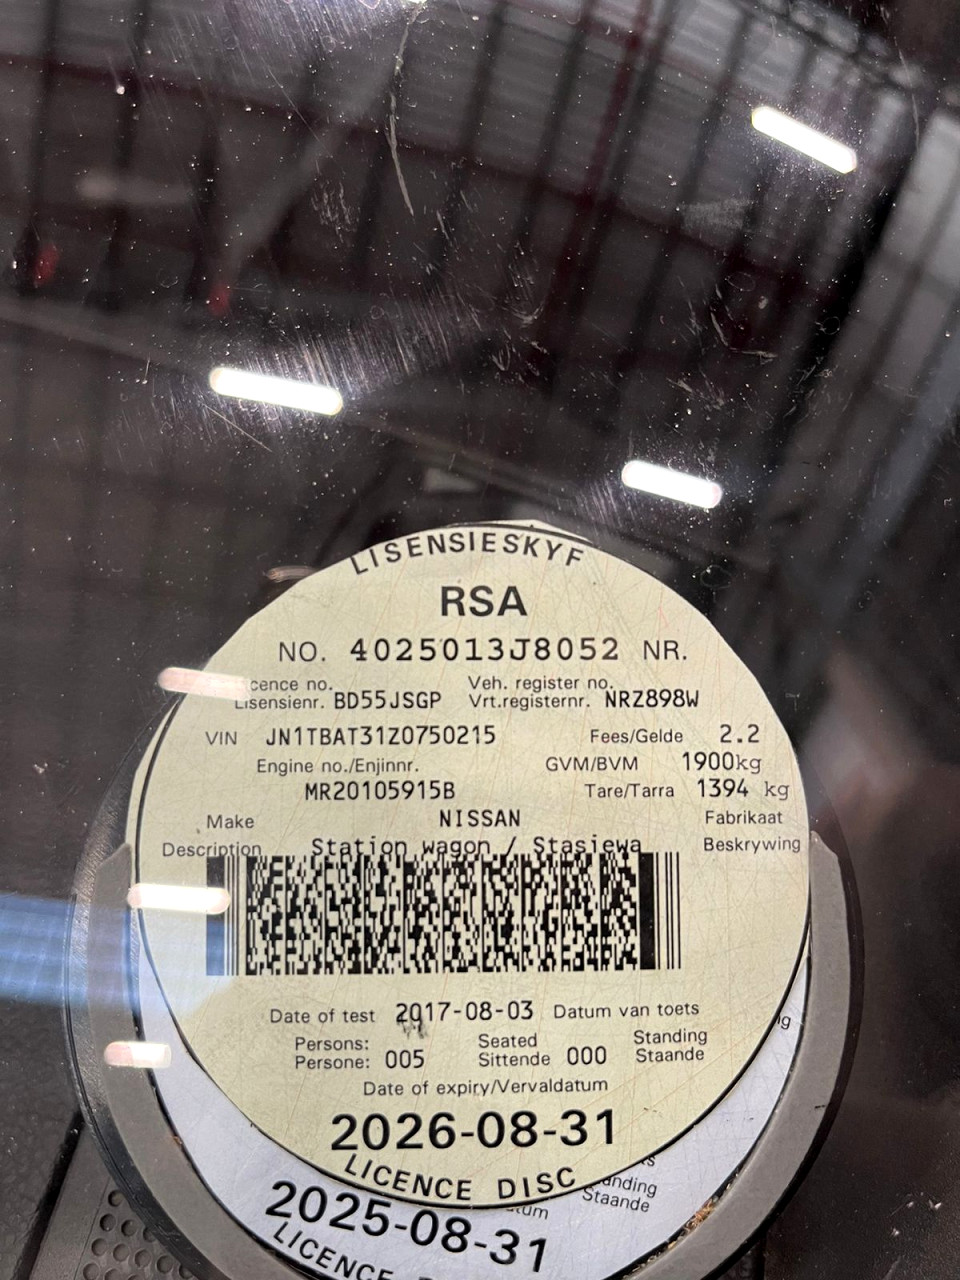 LISENSIESKYF
RSA
NO. 4025013J8052 NR.
cence no. Veh. register no.
Lisensienr. BD55JSGP Vrt.registernr. NRZ898W
VIN JN1TBAT31Z0750215 Fees/Gelde 2.2
Engine no./Enjinnr. GVM/BVM 1900kg
MR20105915B Tare/Tarra 1394 kg
Make NISSAN Fabrikaat
Description Station wagon / Stasiewa Beskrywing
Date of test 2017-08-03 Datum van toets
Persons: Seated Standing
Persone: 005 Sittende 000 Staande
Date of expiry/Vervaldatum
2026-08-31
LICENCE DISC
anding
Staande
tum
2025-08-31
LICENCE